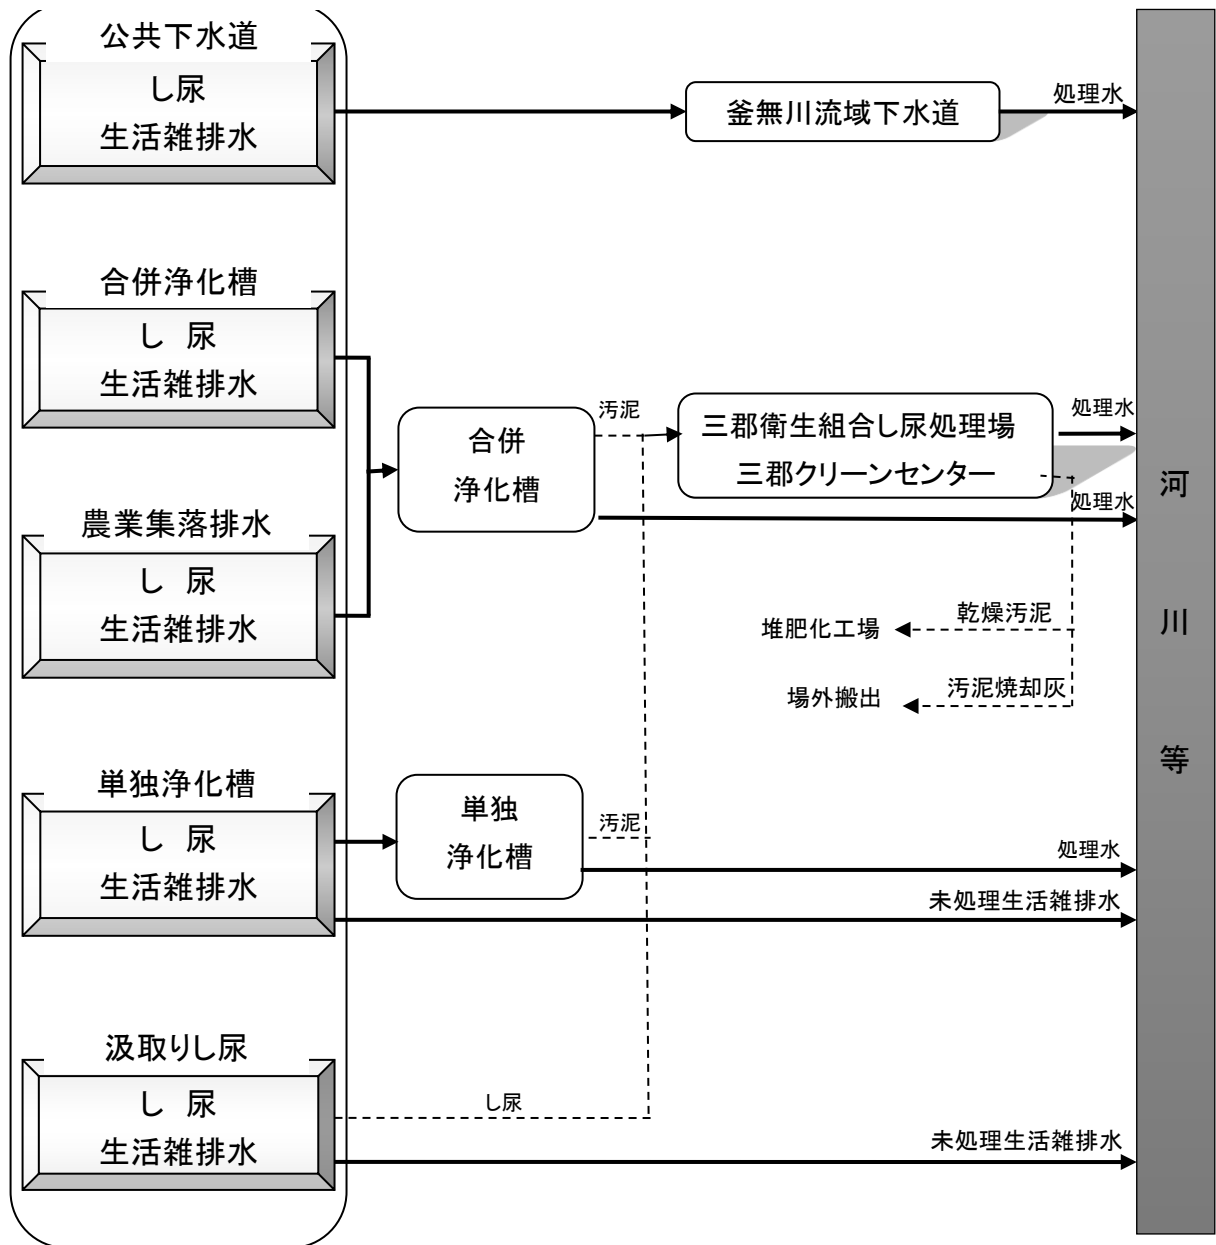 公共下水道
し尿
生活雑排水
釜無川流域下水道
処理水
合併浄化槽
し 尿
生活雑排水
農業集落排水
し 尿
生活雑排水
合併
浄化槽
汚泥
三郡衛生組合し尿処理場
三郡クリーンセンター
処理水
処理水
乾燥汚泥
堆肥化工場
汚泥焼却灰
場外搬出
単独浄化槽
し 尿
生活雑排水
単独
浄化槽
汚泥
処理水
未処理生活雑排水
汲取りし尿
し 尿
生活雑排水
し尿
未処理生活雑排水
河
川
等